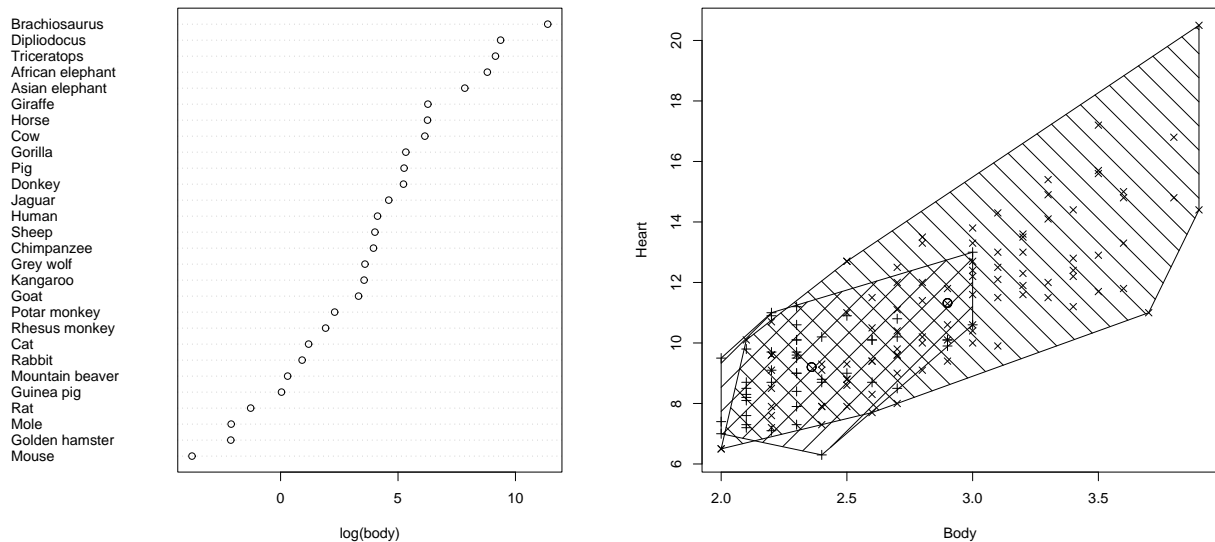 Brachiosaurus
Dipliodocus
Triceratops
African elephant
Asian elephant
Giraffe
Horse
Cow
Gorilla
Pig
Donkey
Jaguar
Human
Sheep
Chimpanzee
Grey wolf
Kangaroo
Goat
Potar monkey
Rhesus monkey
Cat
Rabbit
Mountain beaver
Guinea pig
Rat
Mole
Golden hamster
Mouse
0 5 10
log(body)
20
18
16
14
12
10
8
6
Heart
2.0 2.5 3.0 3.5
Body